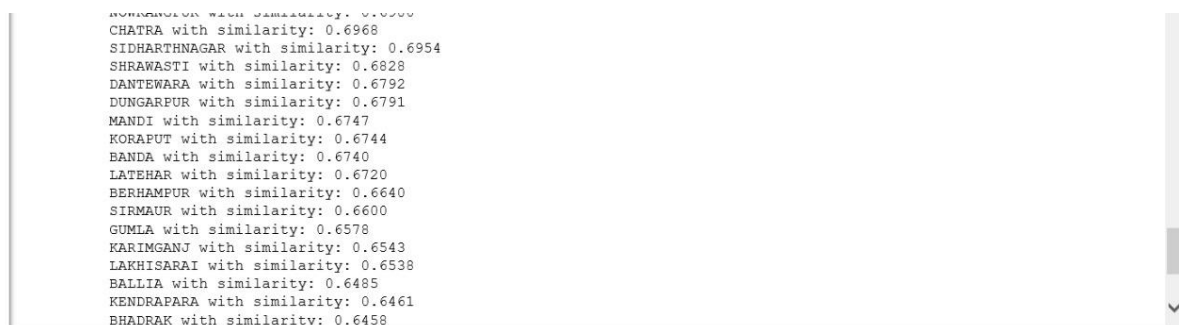 with similarity:
CHATRA with similarity: 0.6968
SIDHARTHNAGAR with similarity: 0.6954
SHRAWASTI with similarity: 0.6828
DANTEWARA with similarity: 0.6792
DUNGARPUR with similarity: 0.6791
MANDI with similarity: 0.6747
KORAPUT with similarity: 0.6744
BANDA with similarity: 0.6740
LATEHAR with similarity: 0.6720
BERHAMPUR with similarity: 0.6640
SIRMAUR with similarity: 0.6600
GUMLA with similarity: 0.6578
KARIMGANJ with similarity: 0.6543
LAKHISARAI with similarity: 0.6538
BALLIA with similarity: 0.6485
KENDRAPARA with similarity: 0.6461
BHADRAK with similarity: 0.6458